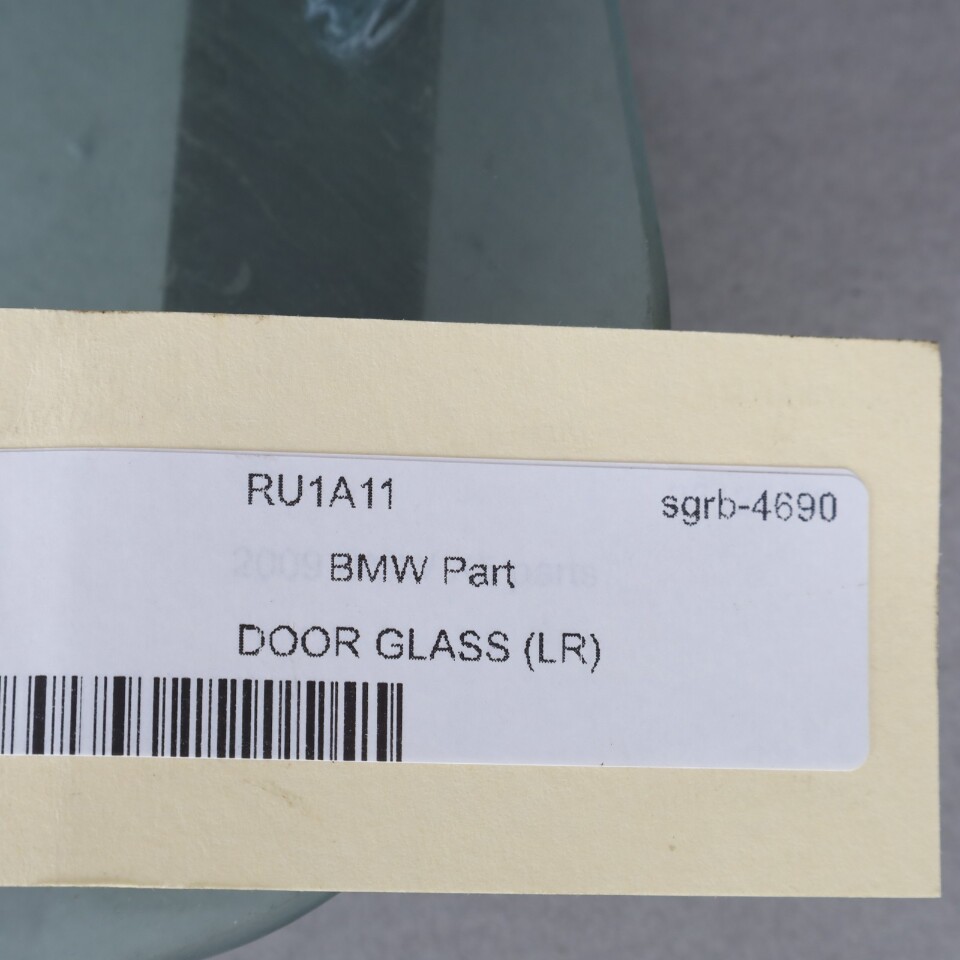 RU1A11 sgrb-4690
BMW Part
DOOR GLASS (LR)